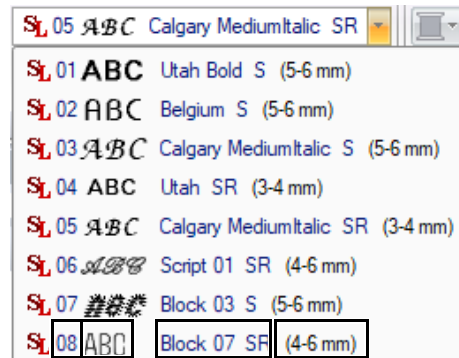 SL 05 ABC Calgary MediumItalic SR
SL 01 ABC Utah Bold S (5-6 mm)
SL 02 ABC Belgium S (5-6 mm)
SL 03 ABC Calgary MediumItalic S (5-6 mm)
SL 04 ABC Utah SR (3-4 mm)
SL 05 ABC Calgary MediumItalic SR (3-4 mm)
SL 06 ABC Script 01 SR (4-6 mm)
SL 07 ABC Block 03 S (5-6 mm)
SL 08 ABC Block 07 SR (4-6 mm)